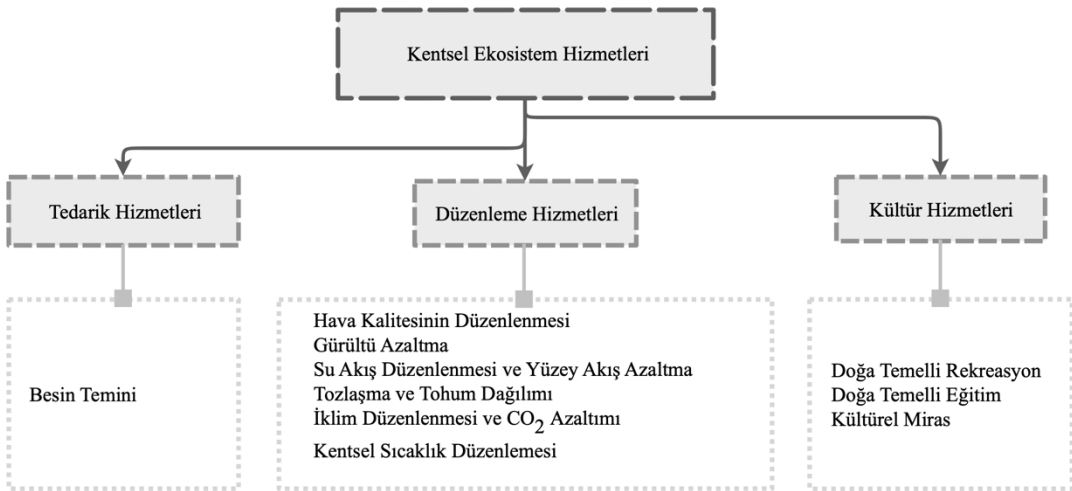 Kentsel Ekosistem Hizmetleri
Tedarik Hizmetleri
Düzenleme Hizmetleri
Kültür Hizmetleri
Besin Temini
Hava Kalitesinin Düzenlenmesi
Gürültü Azaltma
Su Akış Düzenlenmesi ve Yüzey Akış Azaltma
Tozlaşma ve Tohum Dağılımı
İklim Düzenlenmesi ve CO₂ Azaltımı
Kentsel Sıcaklık Düzenlemesi
Doğa Temelli Rekreasyon
Doğa Temelli Eğitim
Kültürel Miras